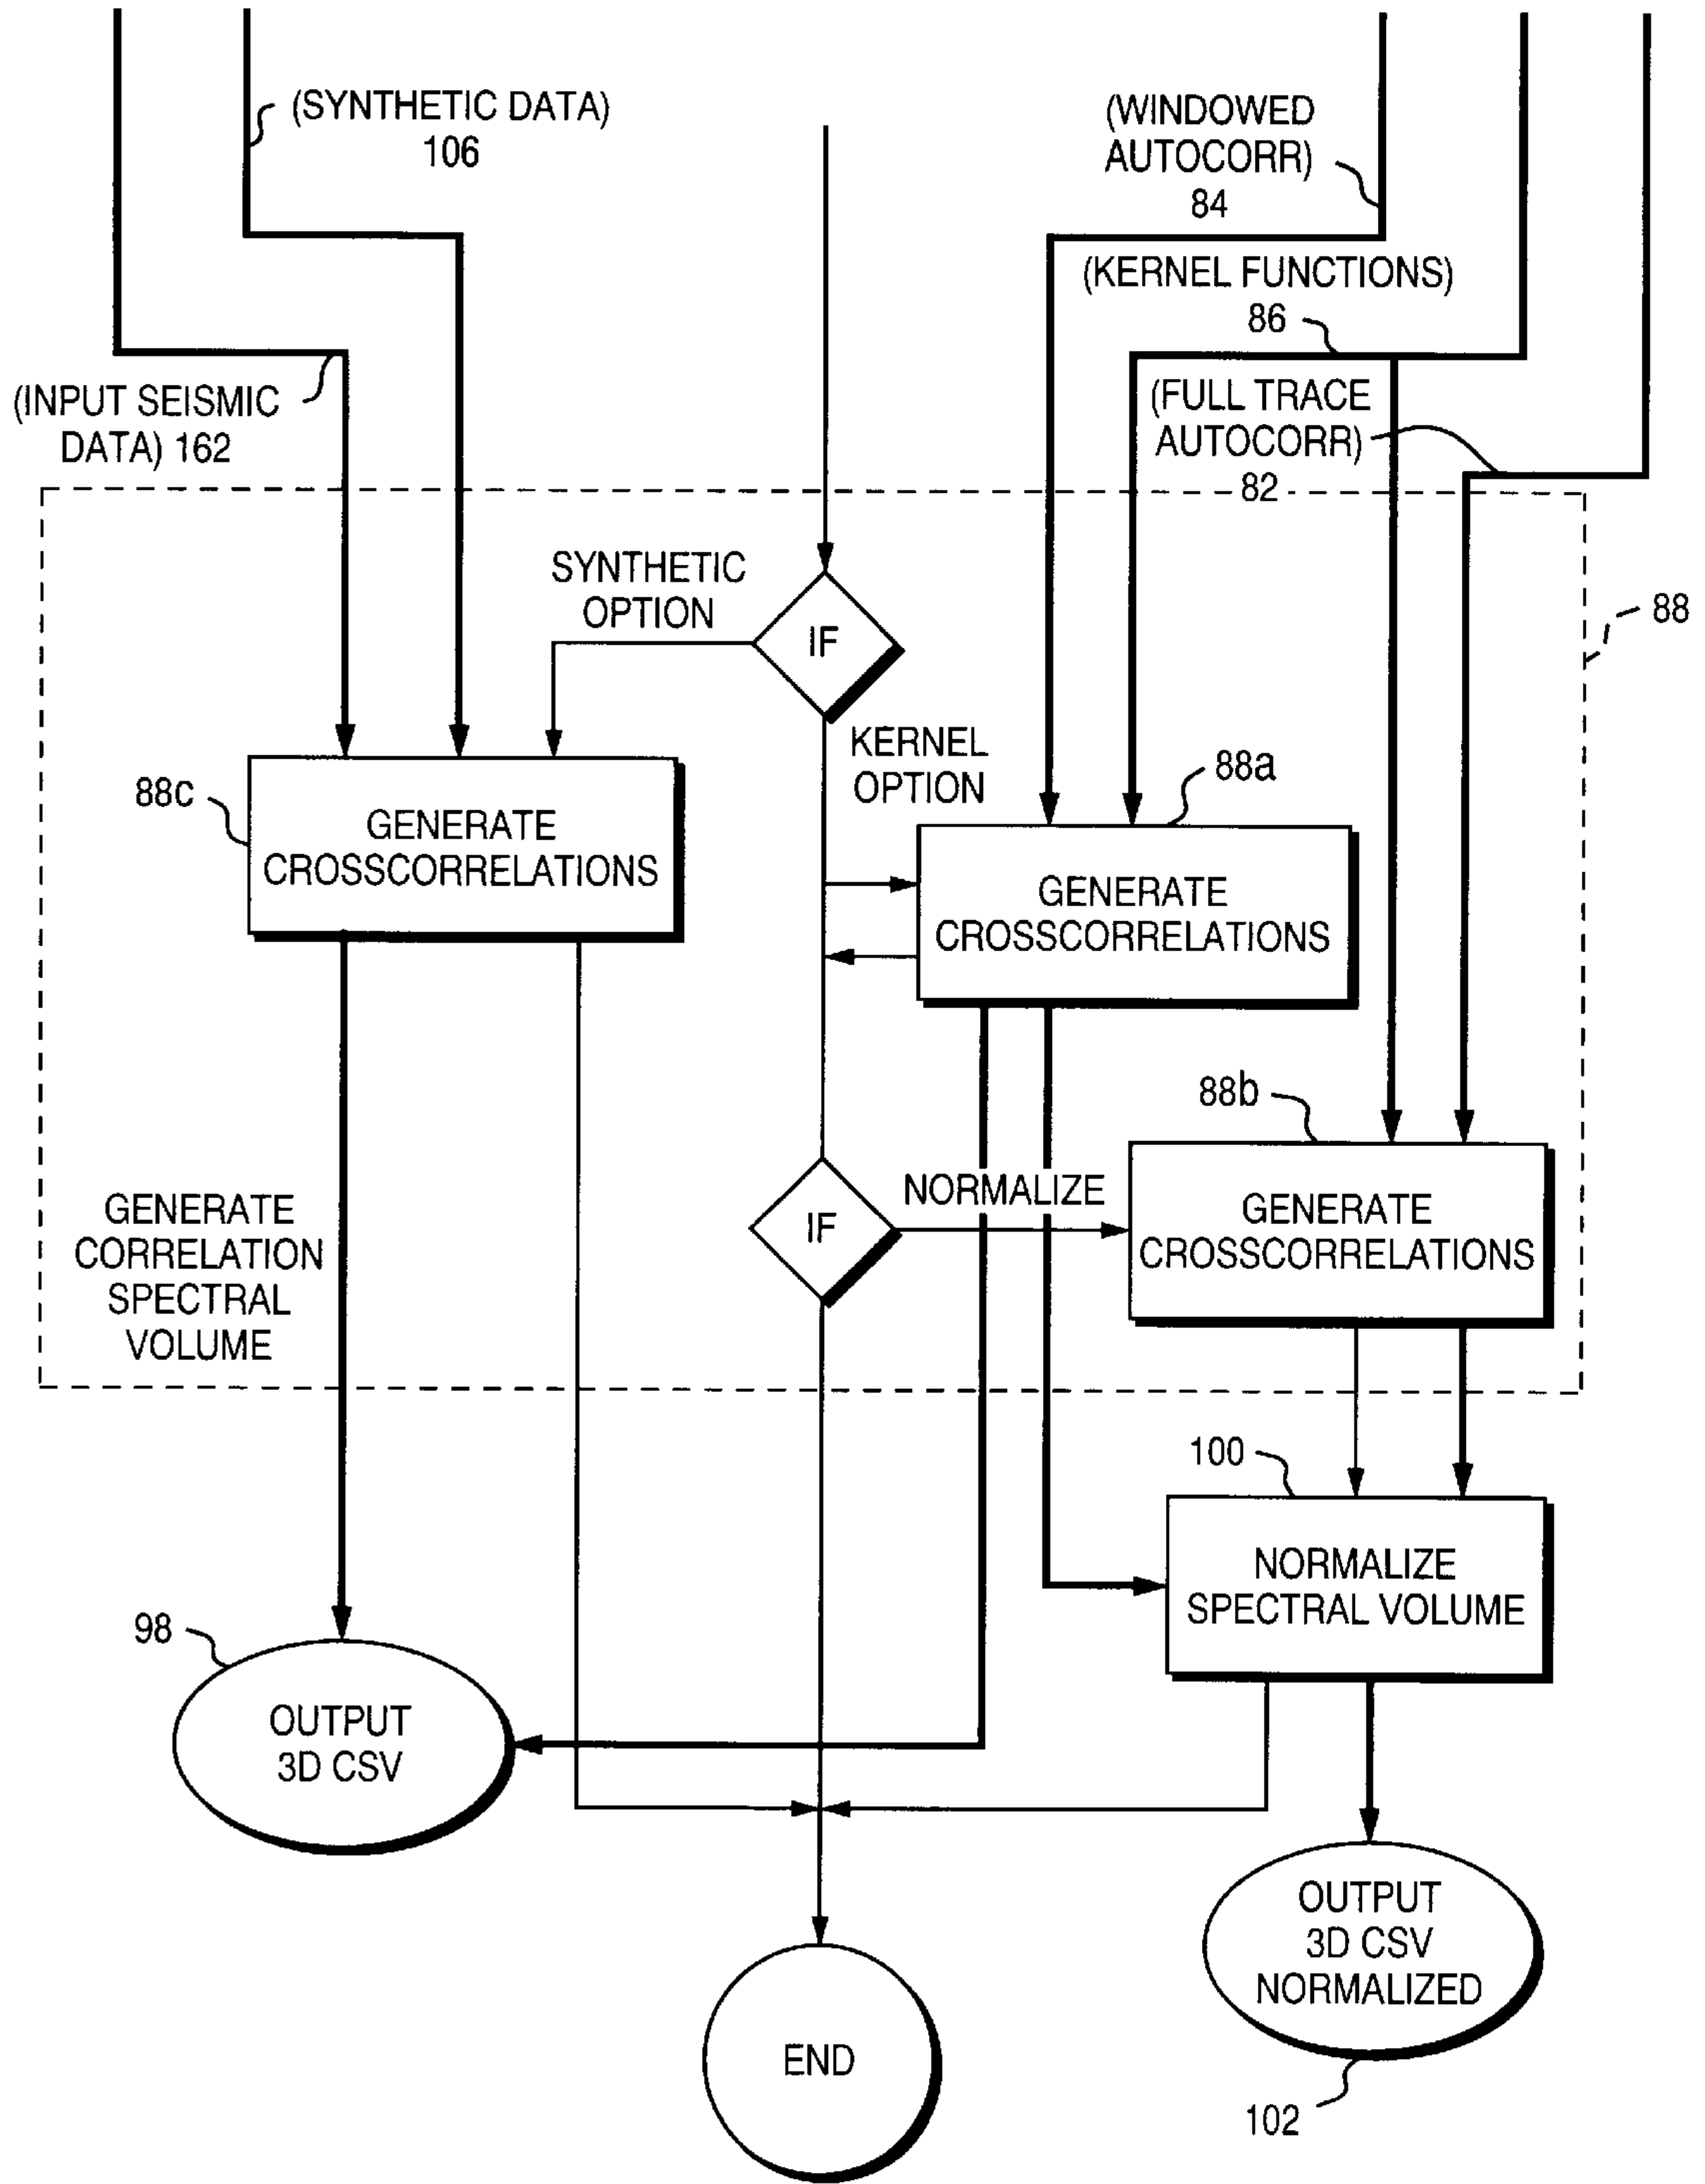 (SYNTHETIC DATA)
106
(WINDOWED
AUTOCORR)
84
(KERNEL FUNCTIONS)
86
(INPUT SEISMIC
DATA) 162
(FULL TRACE
AUTOCORR)
82
88
SYNTHETIC
OPTION
IF
KERNEL
OPTION
88c
GENERATE
CROSSCORRELATIONS
88a
GENERATE
CROSSCORRELATIONS
88b
GENERATE
CROSSCORRELATIONS
NORMALIZE
IF
GENERATE
CORRELATION
SPECTRAL
VOLUME
100
NORMALIZE
SPECTRAL VOLUME
98
OUTPUT
3D CSV
OUTPUT
3D CSV
NORMALIZED
102
END